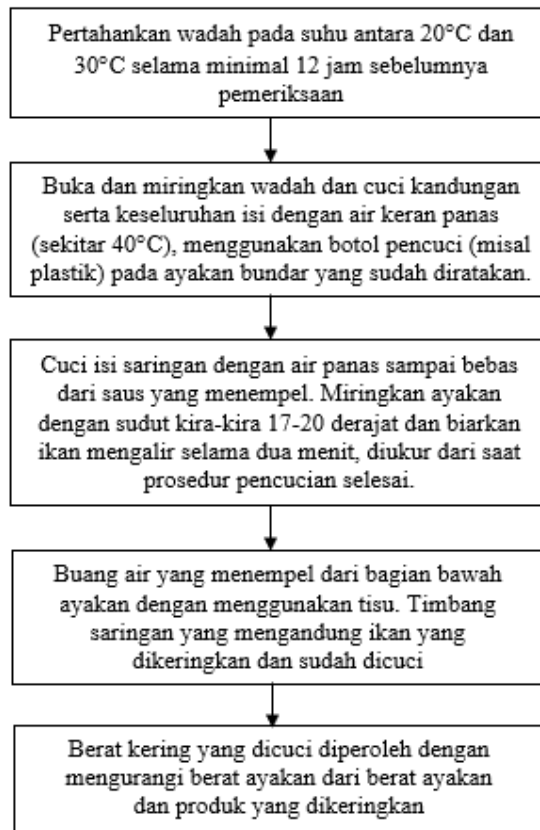 Pertahankan wadah pada suhu antara 20°C dan
30°C selama minimal 12 jam sebelumnya
pemeriksaan
Buka dan miringkan wadah dan cuci kandungan
serta keseluruhan isi dengan air keran panas
(sekitar 40°C), menggunakan botol pencuci (misal
plastik) pada ayakan bundar yang sudah diratakan.
Cuci isi saringan dengan air panas sampai bebas
dari saus yang menempel. Miringkan ayakan
dengan sudut kira-kira 17-20 derajat dan biarkan
ikan mengalir selama dua menit, diukur dari saat
prosedur pencucian selesai.
Buang air yang menempel dari bagian bawah
ayakan dengan menggunakan tisu. Timbang
saringan yang mengandung ikan yang
dikeringkan dan sudah dicuci
Berat kering yang dicuci diperoleh dengan
mengurangi berat ayakan dari berat ayakan
dan produk yang dikeringkan